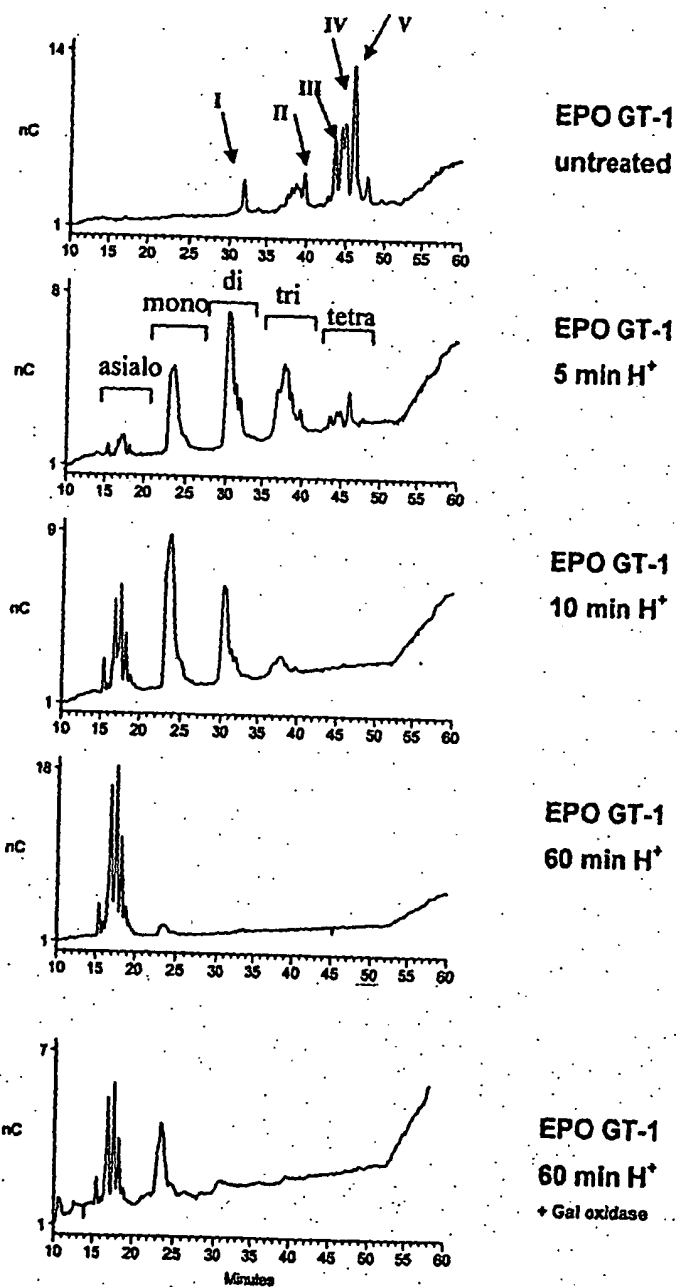 I
II
III
IV
V
14
nC
1
10 15 20 25 30 35 40 45 50 55 60
EPO GT-1
untreated
8
nC
1
asialo
mono
di
tri
tetra
10 15 20 25 30 35 40 45 50 55 60
EPO GT-1
5 min H⁺
9
nC
1
10 15 20 25 30 35 40 45 50 55 60
EPO GT-1
10 min H⁺
18
nC
1
10 15 20 25 30 35 40 45 50 55 60
EPO GT-1
60 min H⁺
7
nC
1
10 15 20 25 30 35 40 45 50 55 60
Minutes
EPO GT-1
60 min H⁺
+ Gal oxidase